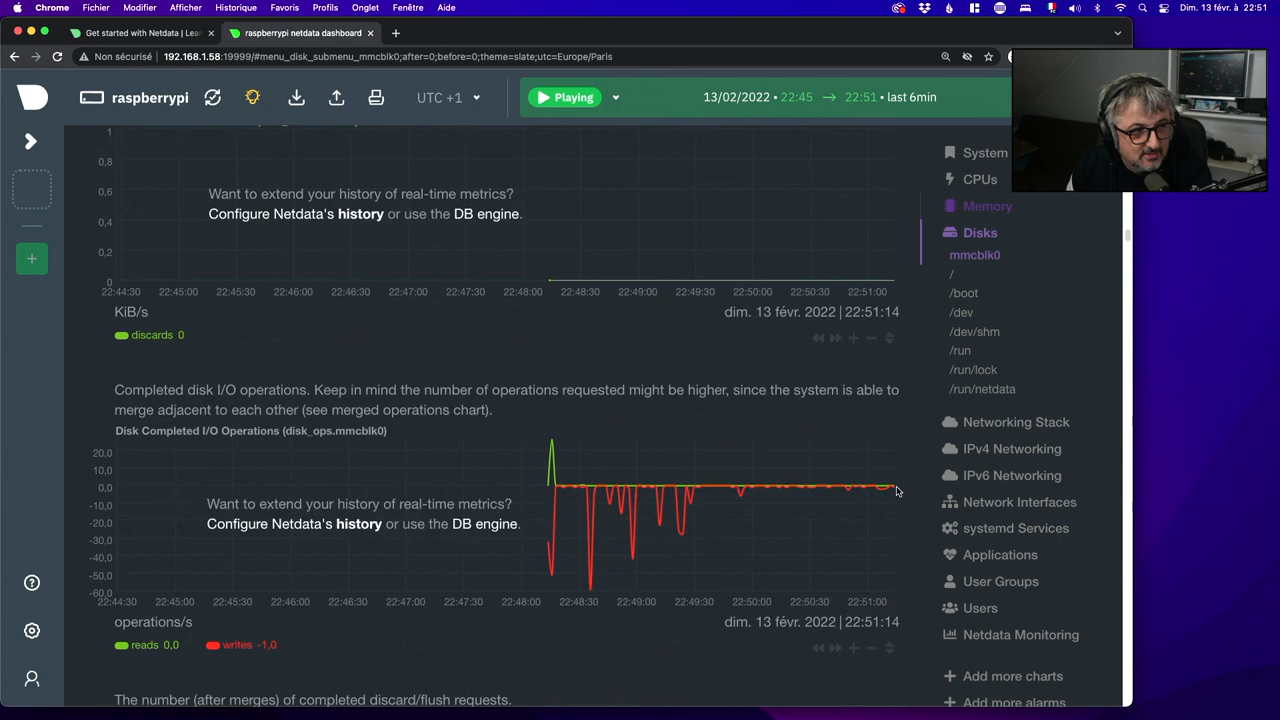 Chrome Fichier Modifier Afficher Historique Favoris Profils Onglet Fenêtre Aide Dim. 13 fév. à 22:51
Get started with Netdata | Lear
raspberrypi netdata dashboard
Non sécurisé 192.168.1.58:19999/#menu_disk_submenu_mmcblk0;after=0;before=0;theme=slate;utc=Europe/Paris
raspberrypi UTC +1 Playing 13/02/2022 • 22:45 → 22:51 • last 6min
1
0,8
0,6
0,4
0,2
0
Want to extend your history of real-time metrics?
Configure Netdata's history or use the DB engine.
22:44:30 22:45:00 22:45:30 22:46:00 22:46:30 22:47:00 22:47:30 22:48:00 22:48:30 22:49:00 22:49:30 22:50:00 22:50:30 22:51:00
KiB/s dim. 13 févr. 2022 | 22:51:14
discards 0
Completed disk I/O operations. Keep in mind the number of operations requested might be higher, since the system is able to
merge adjacent to each other (see merged operations chart).
Disk Completed I/O Operations (disk_ops.mmcblk0)
20,0
10,0
0,0
-10,0
-20,0
-30,0
-40,0
-50,0
-60,0
Want to extend your history of real-time metrics?
Configure Netdata's history or use the DB engine.
22:44:30 22:45:00 22:45:30 22:46:00 22:46:30 22:47:00 22:47:30 22:48:00 22:48:30 22:49:00 22:49:30 22:50:00 22:50:30 22:51:00
operations/s dim. 13 févr. 2022 | 22:51:14
reads 0,0 writes -1,0
The number (after merges) of completed discard/flush requests.
System
CPUs
Memory
Disks
mmcblk0
/
/boot
/dev
/dev/shm
/run
/run/lock
/run/netdata
Networking Stack
IPv4 Networking
IPv6 Networking
Network Interfaces
systemd Services
Applications
User Groups
Users
Netdata Monitoring
Add more charts
Add more alarms